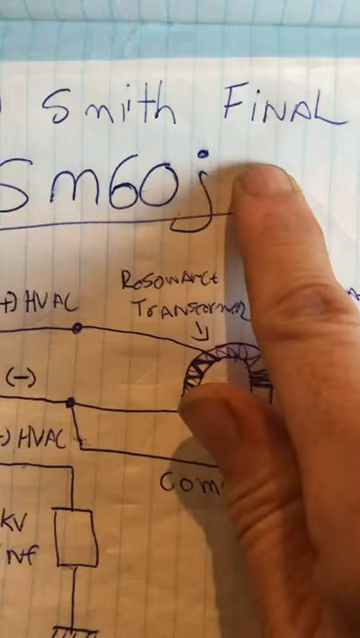 Smith FINAL
Sm60j
Resonance
Transformer
+) HVAC
(-)
) HVAC
Com
KV
nf